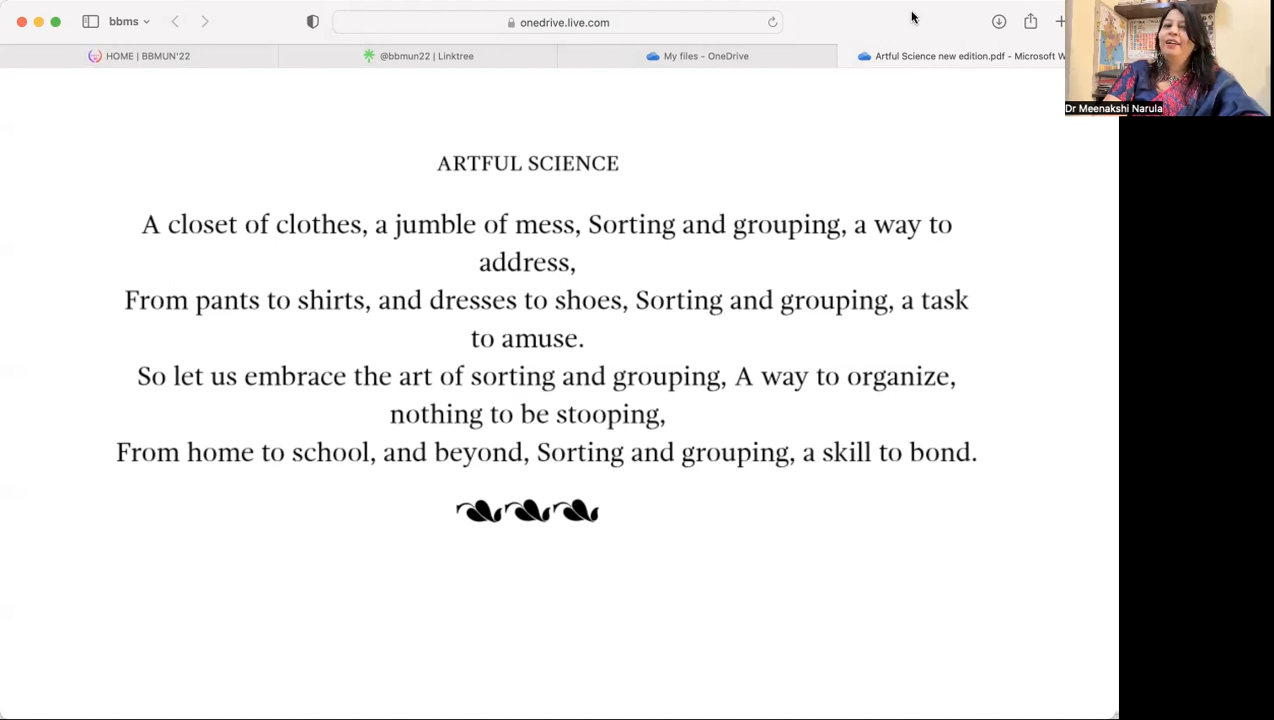 bbms
onedrive.live.com
HOME | BBMUN'22
@bbmun22 | Linktree
My files - OneDrive
Artful Science new edition.pdf - Microsoft W
Dr Meenakshi Narula
ARTFUL SCIENCE
A closet of clothes, a jumble of mess, Sorting and grouping, a way to
address,
From pants to shirts, and dresses to shoes, Sorting and grouping, a task
to amuse.
So let us embrace the art of sorting and grouping, A way to organize,
nothing to be stooping,
From home to school, and beyond, Sorting and grouping, a skill to bond.